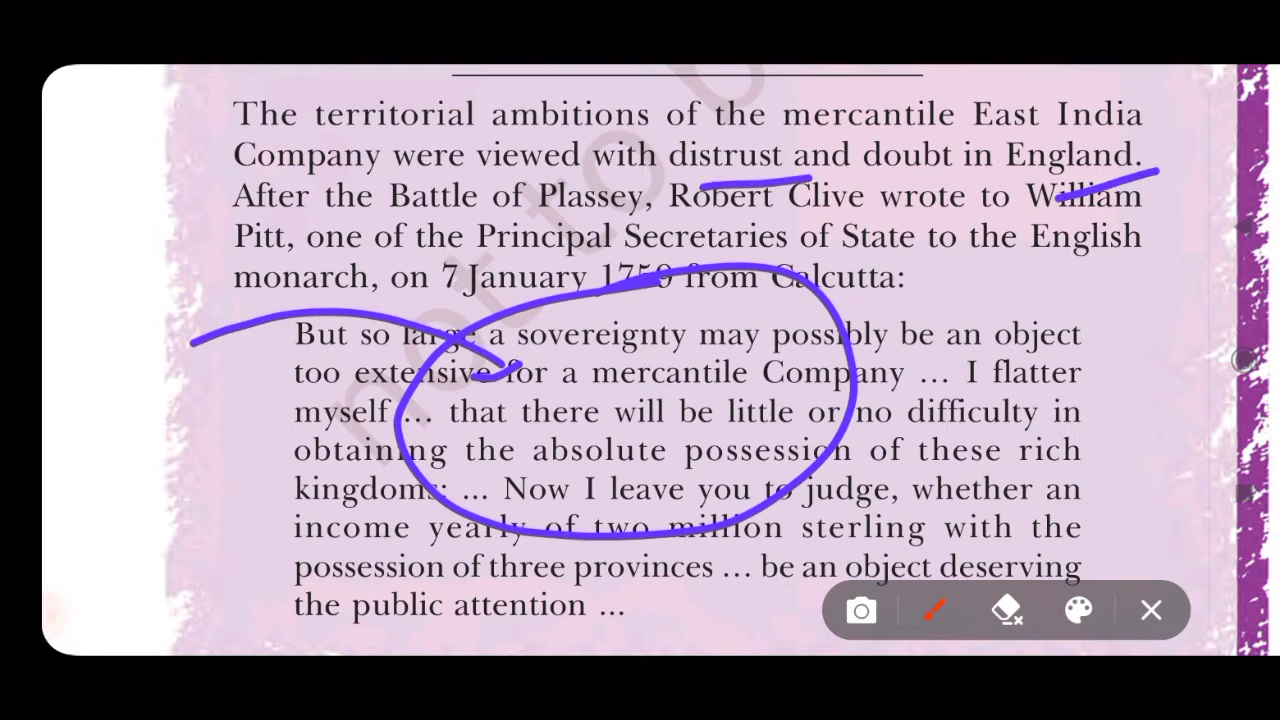 The territorial ambitions of the mercantile East India
Company were viewed with distrust and doubt in England.
After the Battle of Plassey, Robert Clive wrote to William
Pitt, one of the Principal Secretaries of State to the English
monarch, on 7 January 1759 from Calcutta:
But so large a sovereignty may possibly be an object
too extensive for a mercantile Company ... I flatter
myself ... that there will be little or no difficulty in
obtaining the absolute possession of these rich
kingdoms: ... Now I leave you to judge, whether an
income yearly of two million sterling with the
possession of three provinces ... be an object deserving
the public attention ...
not to b